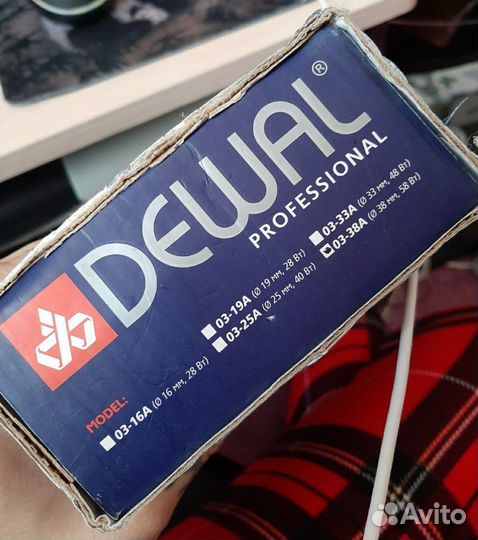 DEWAL®
PROFESSIONAL
MODEL:
03-16A (Ø 16 мм, 28 Вт)
03-19A (Ø 19 мм, 28 Вт)
03-25A (Ø 25 мм, 40 Вт)
03-33A (Ø 33 мм, 48 Вт)
03-38A (Ø 38 мм, 58 Вт)
Avito